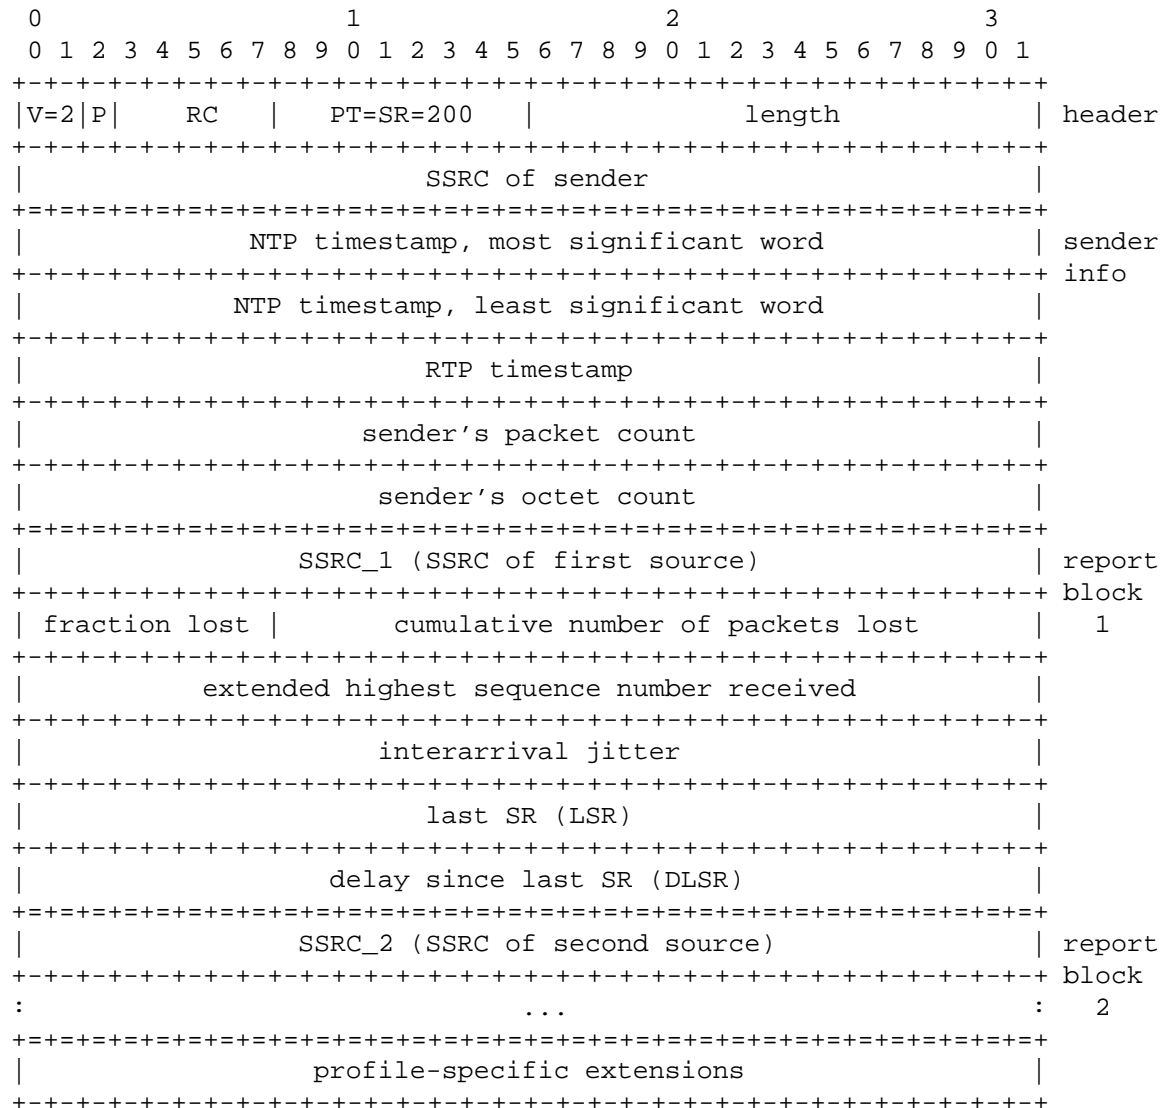 0                   1                   2                   3
 0 1 2 3 4 5 6 7 8 9 0 1 2 3 4 5 6 7 8 9 0 1 2 3 4 5 6 7 8 9 0 1
+-+-+-+-+-+-+-+-+-+-+-+-+-+-+-+-+-+-+-+-+-+-+-+-+-+-+-+-+-+-+-+-+
|V=2|P|    RC   |   PT=SR=200   |             length            | header
+-+-+-+-+-+-+-+-+-+-+-+-+-+-+-+-+-+-+-+-+-+-+-+-+-+-+-+-+-+-+-+-+
|                         SSRC of sender                        |
+=+=+=+=+=+=+=+=+=+=+=+=+=+=+=+=+=+=+=+=+=+=+=+=+=+=+=+=+=+=+=+=+
|              NTP timestamp, most significant word             | sender
+-+-+-+-+-+-+-+-+-+-+-+-+-+-+-+-+-+-+-+-+-+-+-+-+-+-+-+-+-+-+-+-+ info
|             NTP timestamp, least significant word             |
+-+-+-+-+-+-+-+-+-+-+-+-+-+-+-+-+-+-+-+-+-+-+-+-+-+-+-+-+-+-+-+-+
|                         RTP timestamp                         |
+-+-+-+-+-+-+-+-+-+-+-+-+-+-+-+-+-+-+-+-+-+-+-+-+-+-+-+-+-+-+-+-+
|                     sender’s packet count                     |
+-+-+-+-+-+-+-+-+-+-+-+-+-+-+-+-+-+-+-+-+-+-+-+-+-+-+-+-+-+-+-+-+
|                      sender’s octet count                     |
+=+=+=+=+=+=+=+=+=+=+=+=+=+=+=+=+=+=+=+=+=+=+=+=+=+=+=+=+=+=+=+=+
|                 SSRC_1 (SSRC of first source)                 | report
+-+-+-+-+-+-+-+-+-+-+-+-+-+-+-+-+-+-+-+-+-+-+-+-+-+-+-+-+-+-+-+-+ block
| fraction lost |       cumulative number of packets lost       |   1
+-+-+-+-+-+-+-+-+-+-+-+-+-+-+-+-+-+-+-+-+-+-+-+-+-+-+-+-+-+-+-+-+
|           extended highest sequence number received           |
+-+-+-+-+-+-+-+-+-+-+-+-+-+-+-+-+-+-+-+-+-+-+-+-+-+-+-+-+-+-+-+-+
|                      interarrival jitter                      |
+-+-+-+-+-+-+-+-+-+-+-+-+-+-+-+-+-+-+-+-+-+-+-+-+-+-+-+-+-+-+-+-+
|                         last SR (LSR)                         |
+-+-+-+-+-+-+-+-+-+-+-+-+-+-+-+-+-+-+-+-+-+-+-+-+-+-+-+-+-+-+-+-+
|                   delay since last SR (DLSR)                  |
+=+=+=+=+=+=+=+=+=+=+=+=+=+=+=+=+=+=+=+=+=+=+=+=+=+=+=+=+=+=+=+=+
|                 SSRC_2 (SSRC of second source)                | report
+-+-+-+-+-+-+-+-+-+-+-+-+-+-+-+-+-+-+-+-+-+-+-+-+-+-+-+-+-+-+-+-+ block
:                               ...                             :   2
+=+=+=+=+=+=+=+=+=+=+=+=+=+=+=+=+=+=+=+=+=+=+=+=+=+=+=+=+=+=+=+=+
|                  profile-specific extensions                  |
+-+-+-+-+-+-+-+-+-+-+-+-+-+-+-+-+-+-+-+-+-+-+-+-+-+-+-+-+-+-+-+-+